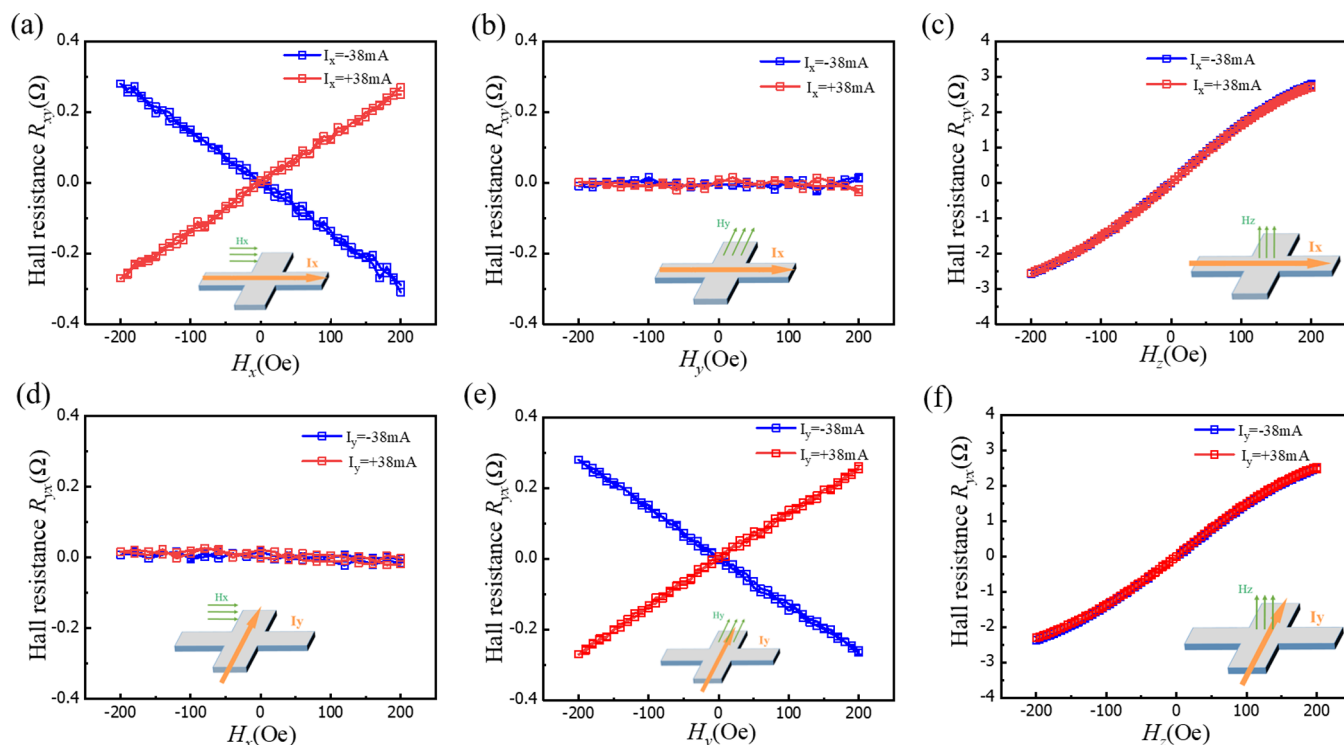 (a)
Hall resistance Rxy(Ω)
0.4
0.2
0.0
-0.2
-0.4
Ix=-38mA
Ix=+38mA
Hx
Ix
-200 -100 0 100 200
Hx(Oe)
(b)
Hall resistance Rxy(Ω)
0.4
0.2
0.0
-0.2
-0.4
Ix=-38mA
Ix=+38mA
Hy
Ix
-200 -100 0 100 200
Hy(Oe)
(c)
Hall resistance Rxy(Ω)
4
3
2
1
0
-1
-2
-3
-4
Ix=-38mA
Ix=+38mA
Hz
Ix
-200 -100 0 100 200
Hz(Oe)
(d)
Hall resistance Ryx(Ω)
0.4
0.2
0.0
-0.2
-0.4
Iy=-38mA
Iy=+38mA
Hx
Iy
-200 -100 0 100 200
Hx(Oe)
(e)
Hall resistance Ryx(Ω)
0.4
0.2
0.0
-0.2
-0.4
Iy=-38mA
Iy=+38mA
Hy
Iy
-200 -100 0 100 200
Hy(Oe)
(f)
Hall resistance Ryx(Ω)
4
3
2
1
0
-1
-2
-3
-4
Iy=-38mA
Iy=+38mA
Hz
Iy
-200 -100 0 100 200
Hz(Oe)